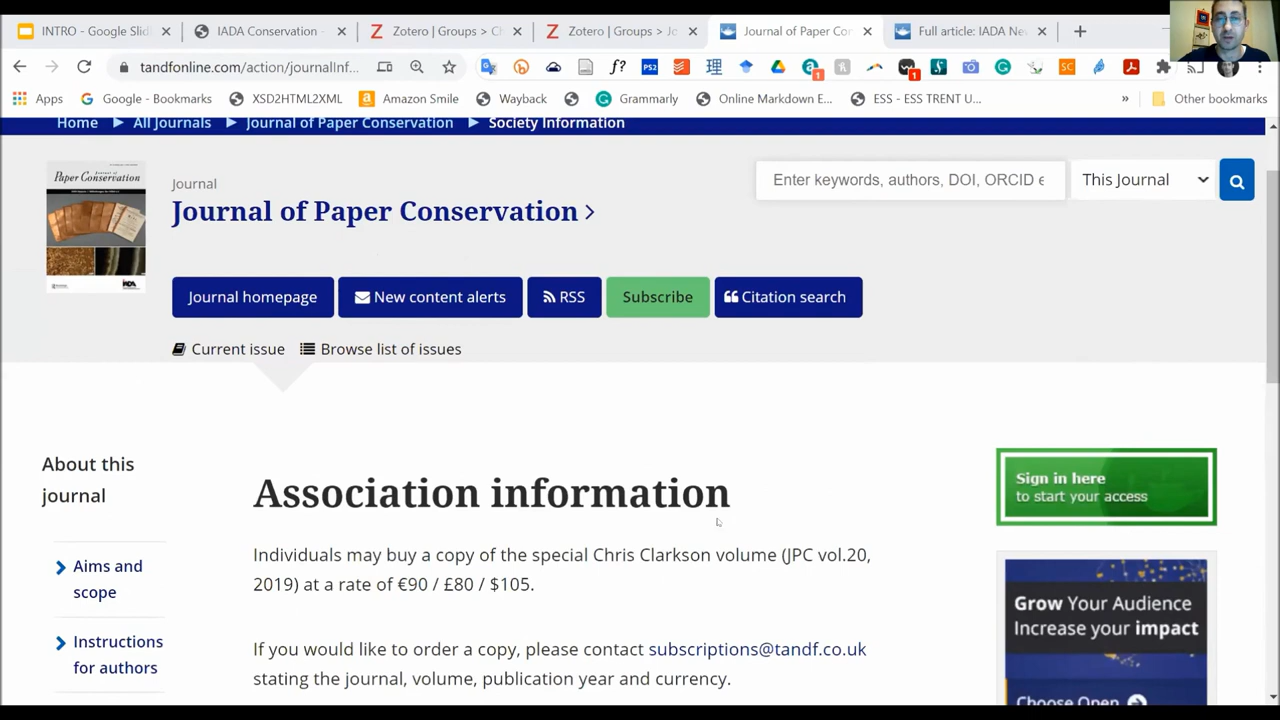 INTRO - Google Slid
IADA Conservation -
Zotero | Groups > C
Zotero | Groups > Jo
Journal of Paper Cor
Full article: IADA Ne
tandfonline.com/action/journalInf...
Apps
Google - Bookmarks
XSD2HTML2XML
Amazon Smile
Wayback
Grammarly
Online Markdown E...
ESS - ESS TRENT U...
»
Other bookmarks
Home
All Journals
Journal of Paper Conservation
Society Information
Paper Conservation
Journal
Journal of Paper Conservation >
Enter keywords, authors, DOI, ORCID e
This Journal
Journal homepage
New content alerts
RSS
Subscribe
Citation search
Current issue
Browse list of issues
About this
journal
Aims and
scope
Instructions
for authors
Association information
Individuals may buy a copy of the special Chris Clarkson volume (JPC vol.20,
2019) at a rate of €90 / £80 / $105.
If you would like to order a copy, please contact subscriptions@tandf.co.uk
stating the journal, volume, publication year and currency.
Sign in here
to start your access
Grow Your Audience
Increase your impact
Choose Open